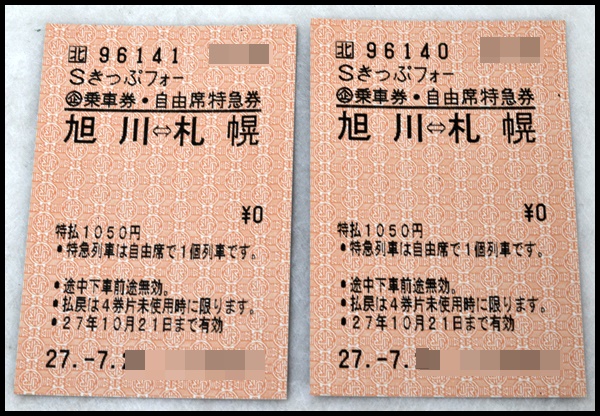 北 96141
Sきっぷフォー
企乗車券・自由席特急券
旭川⇔札幌
¥0
特払1050円
•特急列車は自由席で1個列車です。
•途中下車前途無効。
•払戻は4券片未使用時に限ります。
•27年10月21日まで有効
27.-7.
北 96140
Sきっぷフォー
企乗車券・自由席特急券
旭川⇔札幌
¥0
特払1050円
•特急列車は自由席で1個列車です。
•途中下車前途無効。
•払戻は4券片未使用時に限ります。
•27年10月21日まで有効
27.-7.